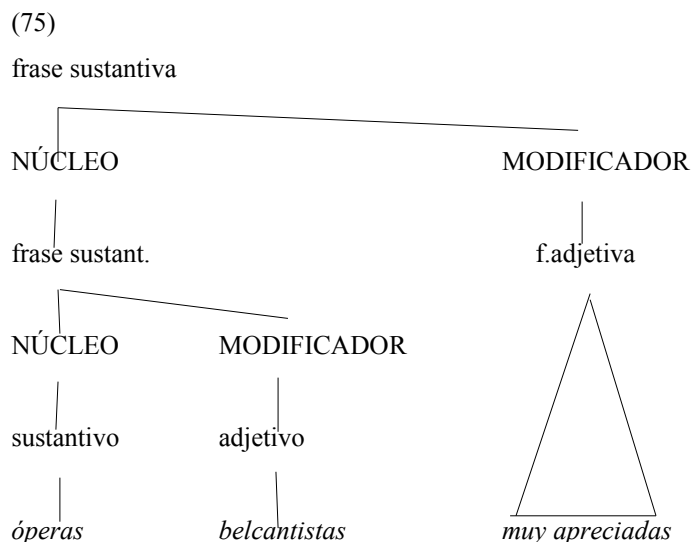 (75)
frase sustantiva
NÚCLEO MODIFICADOR
frase sustant. f.adjetiva
NÚCLEO MODIFICADOR
sustantivo adjetivo
óperas belcantistas muy apreciadas